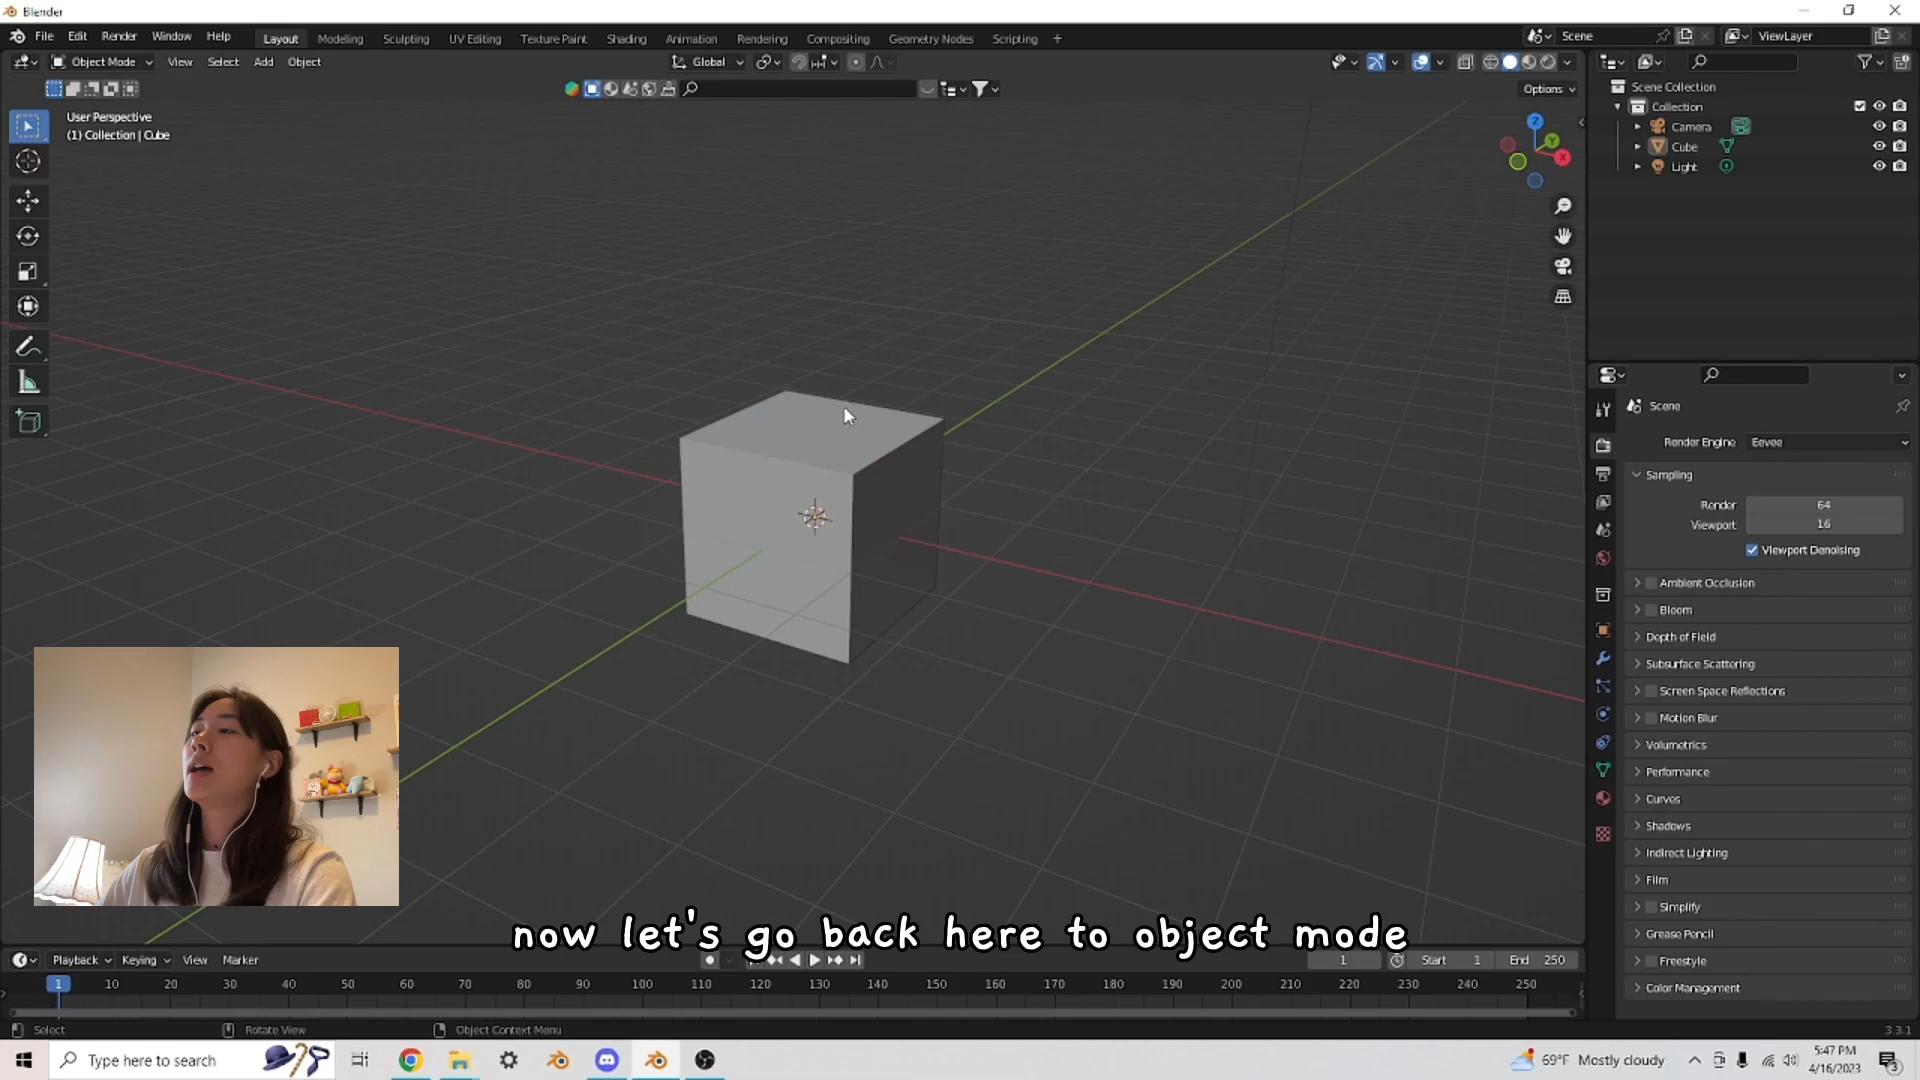 Blender
File Edit Render Window Help
Layout Modeling Sculpting UV Editing Texture Paint Shading Animation Rendering Compositing Geometry Nodes Scripting +
Scene
ViewLayer
Object Mode View Select Add Object
Global
Options
User Perspective
(1) Collection | Cube
Z
Y
X
Scene Collection
Collection
Camera
Cube
Light
Scene
Render Engine Eevee
Sampling
Render 64
Viewport 16
Viewport Denoising
Ambient Occlusion
Bloom
Depth of Field
Subsurface Scattering
Screen Space Reflections
Motion Blur
Volumetrics
Performance
Curves
Shadows
Indirect Lighting
Film
Simplify
Grease Pencil
Freestyle
Color Management
now let's go back here to object mode
Playback Keying View Marker
1 Start 1 End 250
1 10 20 30 40 50 60 70 80 90 100 110 120 130 140 150 160 170 180 190 200 210 220 230 240 250
Select Rotate View Object Context Menu
3.3.1
Type here to search
69°F Mostly cloudy
5:47 PM
4/16/2023
3